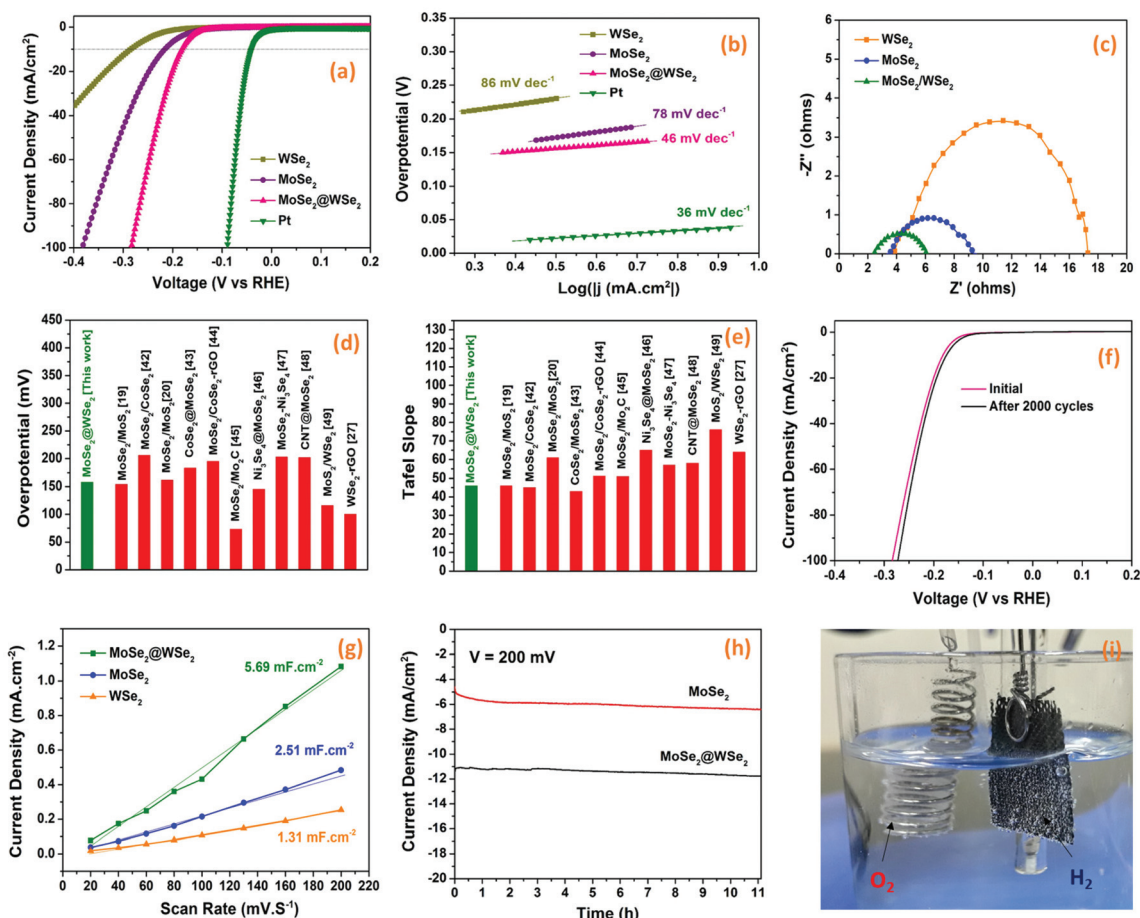 (a)
Current Density (mA/cm²)
0
-20
-40
-60
-80
-100
-0.4 -0.3 -0.2 -0.1 0.0 0.1 0.2
Voltage (V vs RHE)
WSe₂
MoSe₂
MoSe₂@WSe₂
Pt
(b)
Overpotential (V)
0.35
0.30
0.25
0.20
0.15
0.10
0.05
0.00
0.3 0.4 0.5 0.6 0.7 0.8 0.9 1.0
Log(|j (mA.cm²|)
WSe₂
MoSe₂
MoSe₂@WSe₂
Pt
86 mV dec⁻¹
78 mV dec⁻¹
46 mV dec⁻¹
36 mV dec⁻¹
(c)
-Z'' (ohms)
6
5
4
3
2
1
0
0 2 4 6 8 10 12 14 16 18 20
Z' (ohms)
WSe₂
MoSe₂
MoSe₂/WSe₂
(d)
Overpotential (mV)
450
400
350
300
250
200
150
100
50
0
MoSe₂@WSe₂ [This work]
MoSe₂/MoS₂ [19]
MoSe₂/CoSe₂ [42]
MoSe₂/MoS₂ [20]
CoSe₂@MoSe₂ [43]
MoSe₂/CoSe₂-rGO [44]
MoSe₂/Mo₂C [45]
Ni₃Se₄@MoSe₂ [46]
MoSe₂-Ni₃Se₄ [47]
CNT@MoSe₂ [48]
MoS₂/WSe₂ [49]
WSe₂-rGO [27]
(e)
Tafel Slope
130
120
110
100
90
80
70
60
50
40
30
20
10
0
MoSe₂@WSe₂ [This work]
MoSe₂/MoS₂ [19]
MoSe₂/CoSe₂ [42]
MoSe₂/MoS₂[20]
CoSe₂/MoSe₂ [43]
MoSe₂/CoSe₂-rGO [44]
MoSe₂/Mo₂C [45]
Ni₃Se₄@MoSe₂ [46]
MoSe₂-Ni₃Se₄ [47]
CNT@MoSe₂ [48]
MoS₂/WSe₂ [49]
WSe₂-rGO [27]
(f)
Current Density (mA/cm²)
0
-20
-40
-60
-80
-100
-0.4 -0.3 -0.2 -0.1 0.0 0.1 0.2
Voltage (V vs RHE)
Initial
After 2000 cycles
(g)
Current Density (mA.cm⁻²)
1.2
1.0
0.8
0.6
0.4
0.2
0.0
0 20 40 60 80 100 120 140 160 180 200 220
Scan Rate (mV.S⁻¹)
MoSe₂@WSe₂
MoSe₂
WSe₂
5.69 mF.cm⁻²
2.51 mF.cm⁻²
1.31 mF.cm⁻²
(h)
Current Density (mA/cm²)
0
-2
-4
-6
-8
-10
-12
-14
-16
-18
-20
0 1 2 3 4 5 6 7 8 9 10 11
Time (h)
V = 200 mV
MoSe₂
MoSe₂@WSe₂
(i)
O₂
H₂